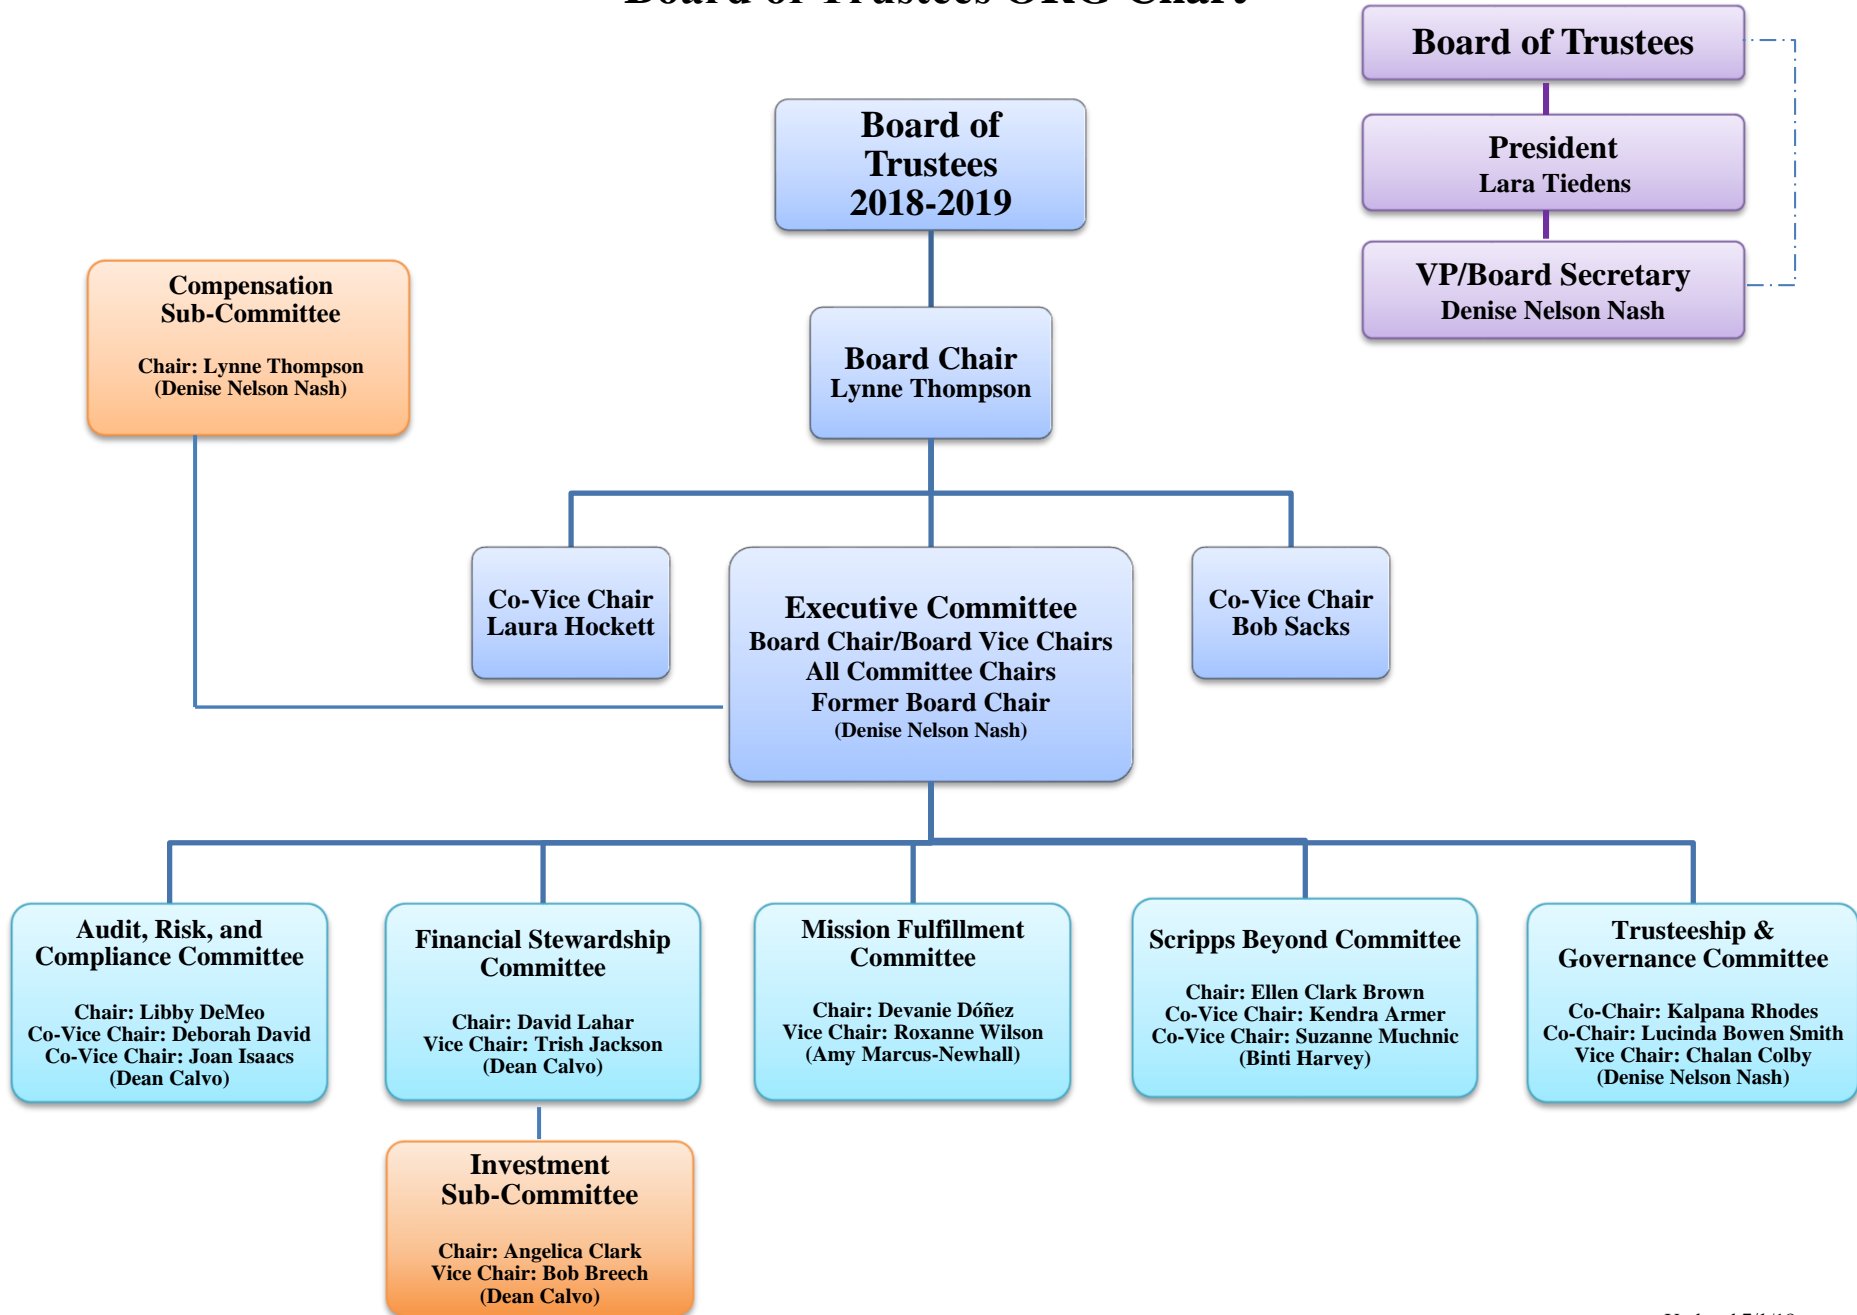 Board of Trustees ORG Chart
Board of Trustees
President
Lara Tiedens
VP/Board Secretary
Denise Nelson Nash
Board of
Trustees
2018-2019
Compensation
Sub-Committee
Chair: Lynne Thompson
(Denise Nelson Nash)
Board Chair
Lynne Thompson
Co-Vice Chair
Laura Hockett
Executive Committee
Board Chair/Board Vice Chairs
All Committee Chairs
Former Board Chair
(Denise Nelson Nash)
Co-Vice Chair
Bob Sacks
Audit, Risk, and
Compliance Committee
Chair: Libby DeMeo
Co-Vice Chair: Deborah David
Co-Vice Chair: Joan Isaacs
(Dean Calvo)
Financial Stewardship
Committee
Chair: David Lahar
Vice Chair: Trish Jackson
(Dean Calvo)
Mission Fulfillment
Committee
Chair: Devanie Dóñez
Vice Chair: Roxanne Wilson
(Amy Marcus-Newhall)
Scripps Beyond Committee
Chair: Ellen Clark Brown
Co-Vice Chair: Kendra Armer
Co-Vice Chair: Suzanne Muchnic
(Binti Harvey)
Trusteeship &
Governance Committee
Co-Chair: Kalpana Rhodes
Co-Chair: Lucinda Bowen Smith
Vice Chair: Chalan Colby
(Denise Nelson Nash)
Investment
Sub-Committee
Chair: Angelica Clark
Vice Chair: Bob Breech
(Dean Calvo)